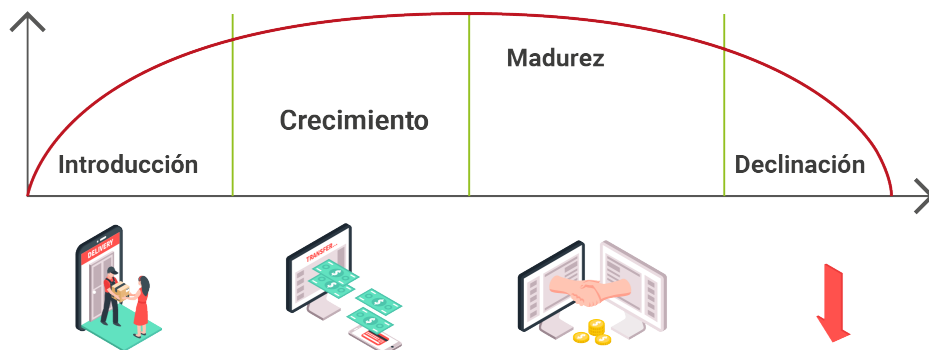 Madurez
Crecimiento
Introducción
Declinación
DELIVERY
TRANSFER...